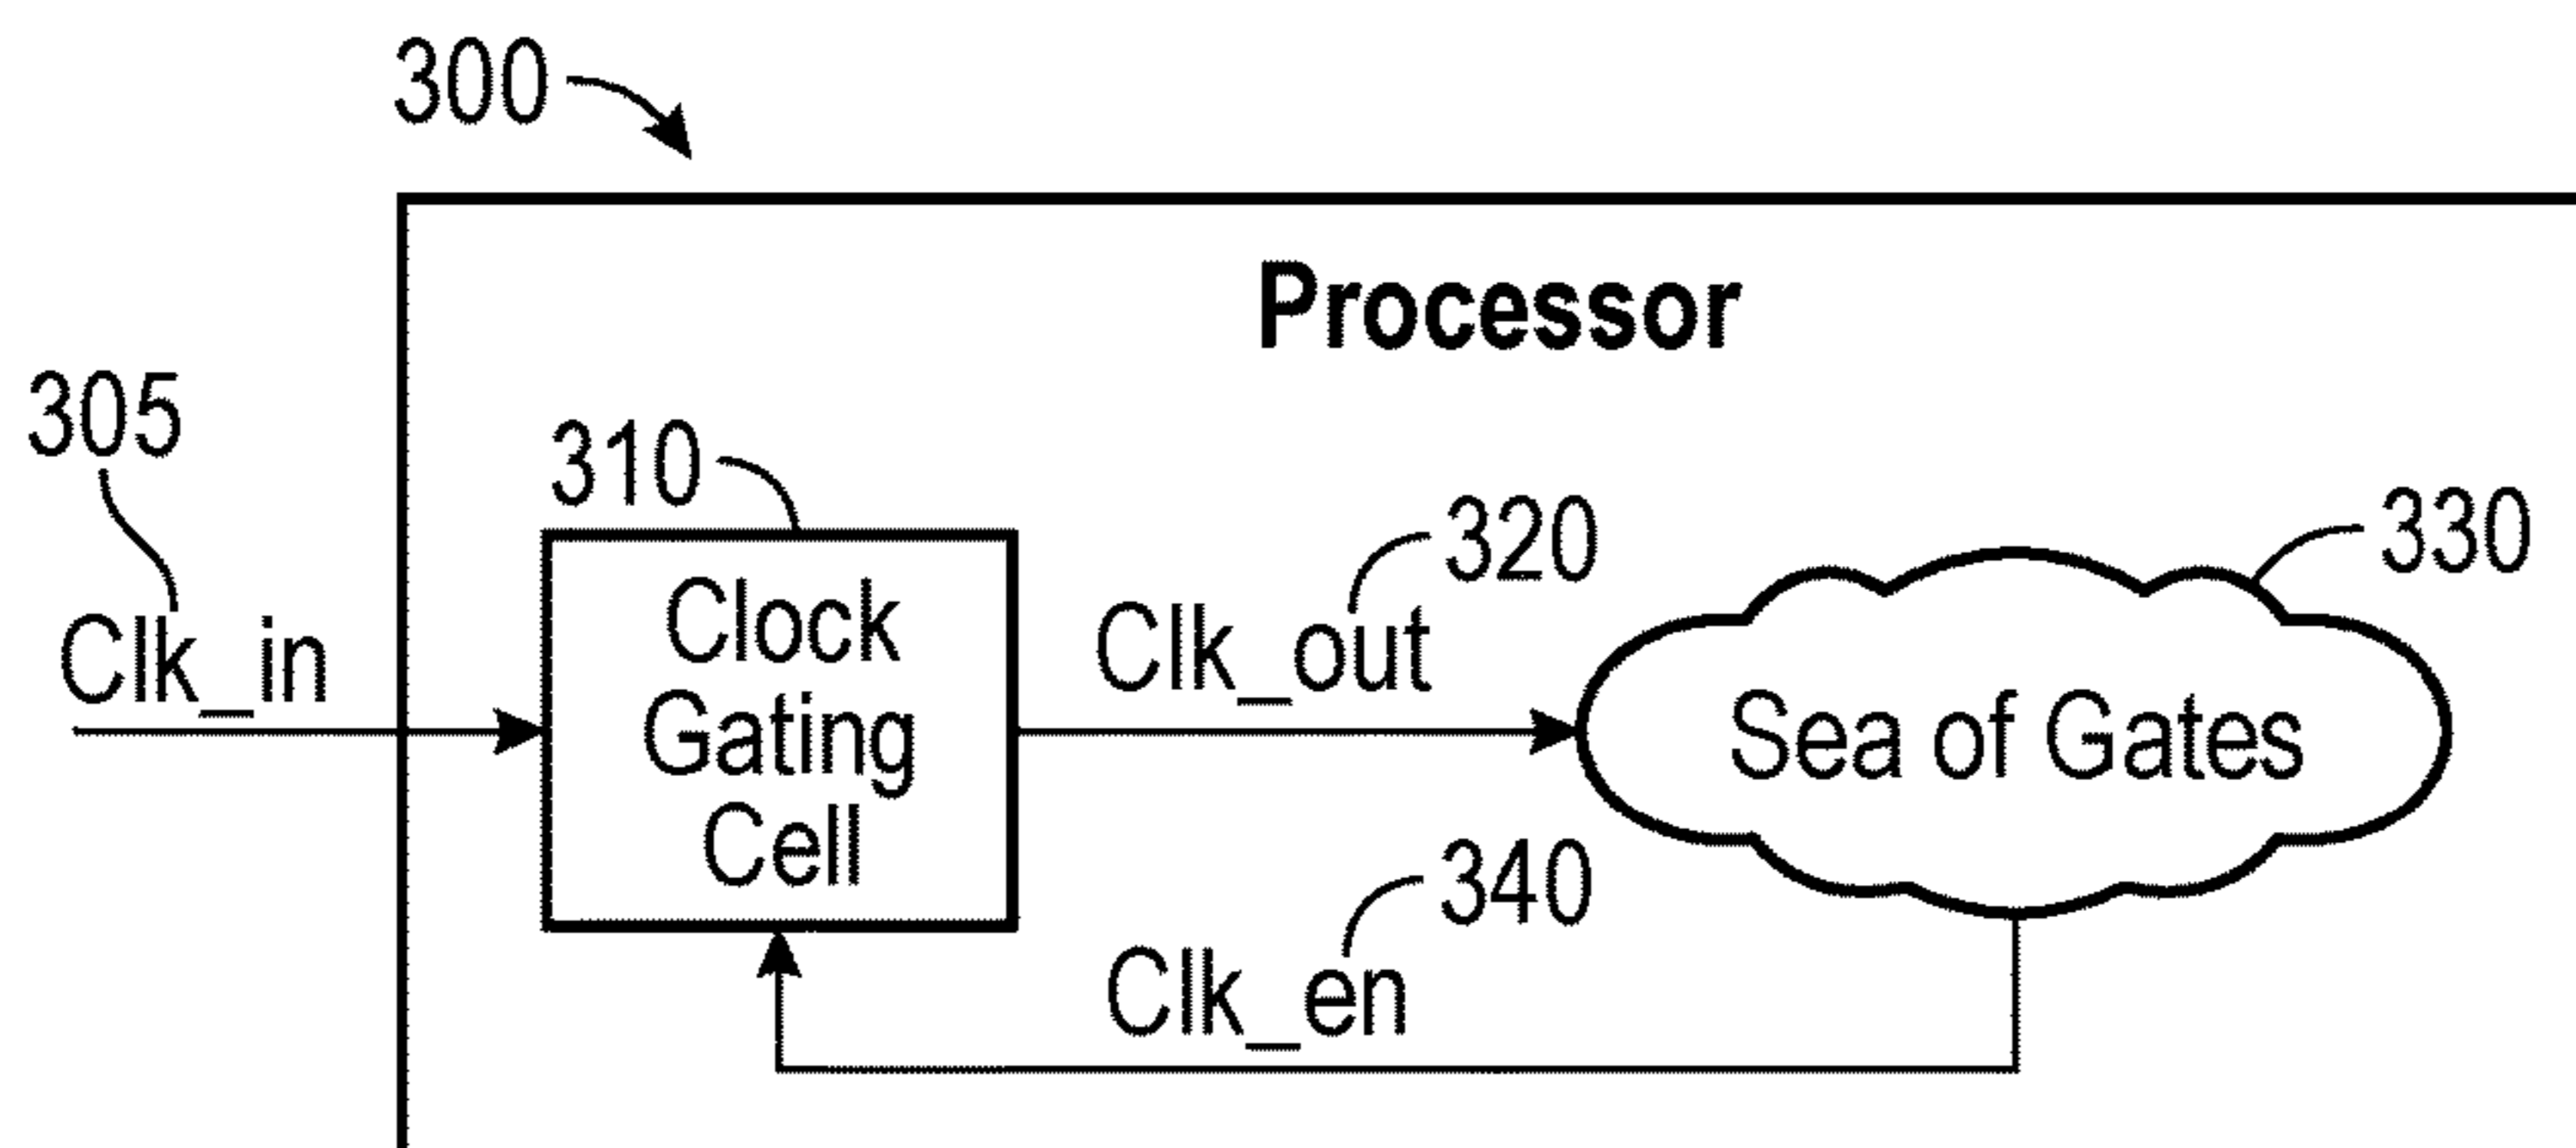 300
Processor
305
310
320
330
Clk_in
Clock
Gating
Cell
Clk_out
Sea of Gates
340
Clk_en